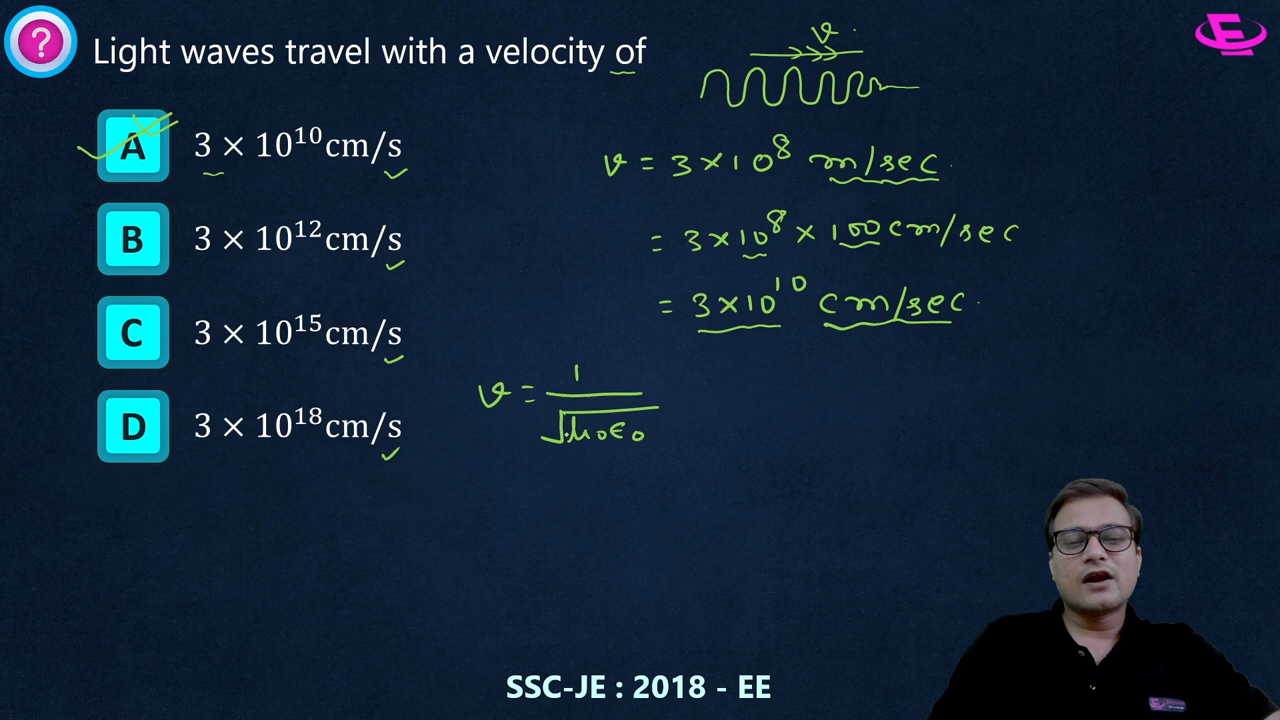 ?
Light waves travel with a velocity of
A 3 × 10¹⁰cm/s
B 3 × 10¹²cm/s
C 3 × 10¹⁵cm/s
D 3 × 10¹⁸cm/s
v
v = 3 × 10⁸ m/sec.
= 3 × 10⁸ × 100 cm/sec
= 3 × 10¹⁰ cm/sec.
v = 1/√μ₀ε₀
SSC-JE : 2018 - EE